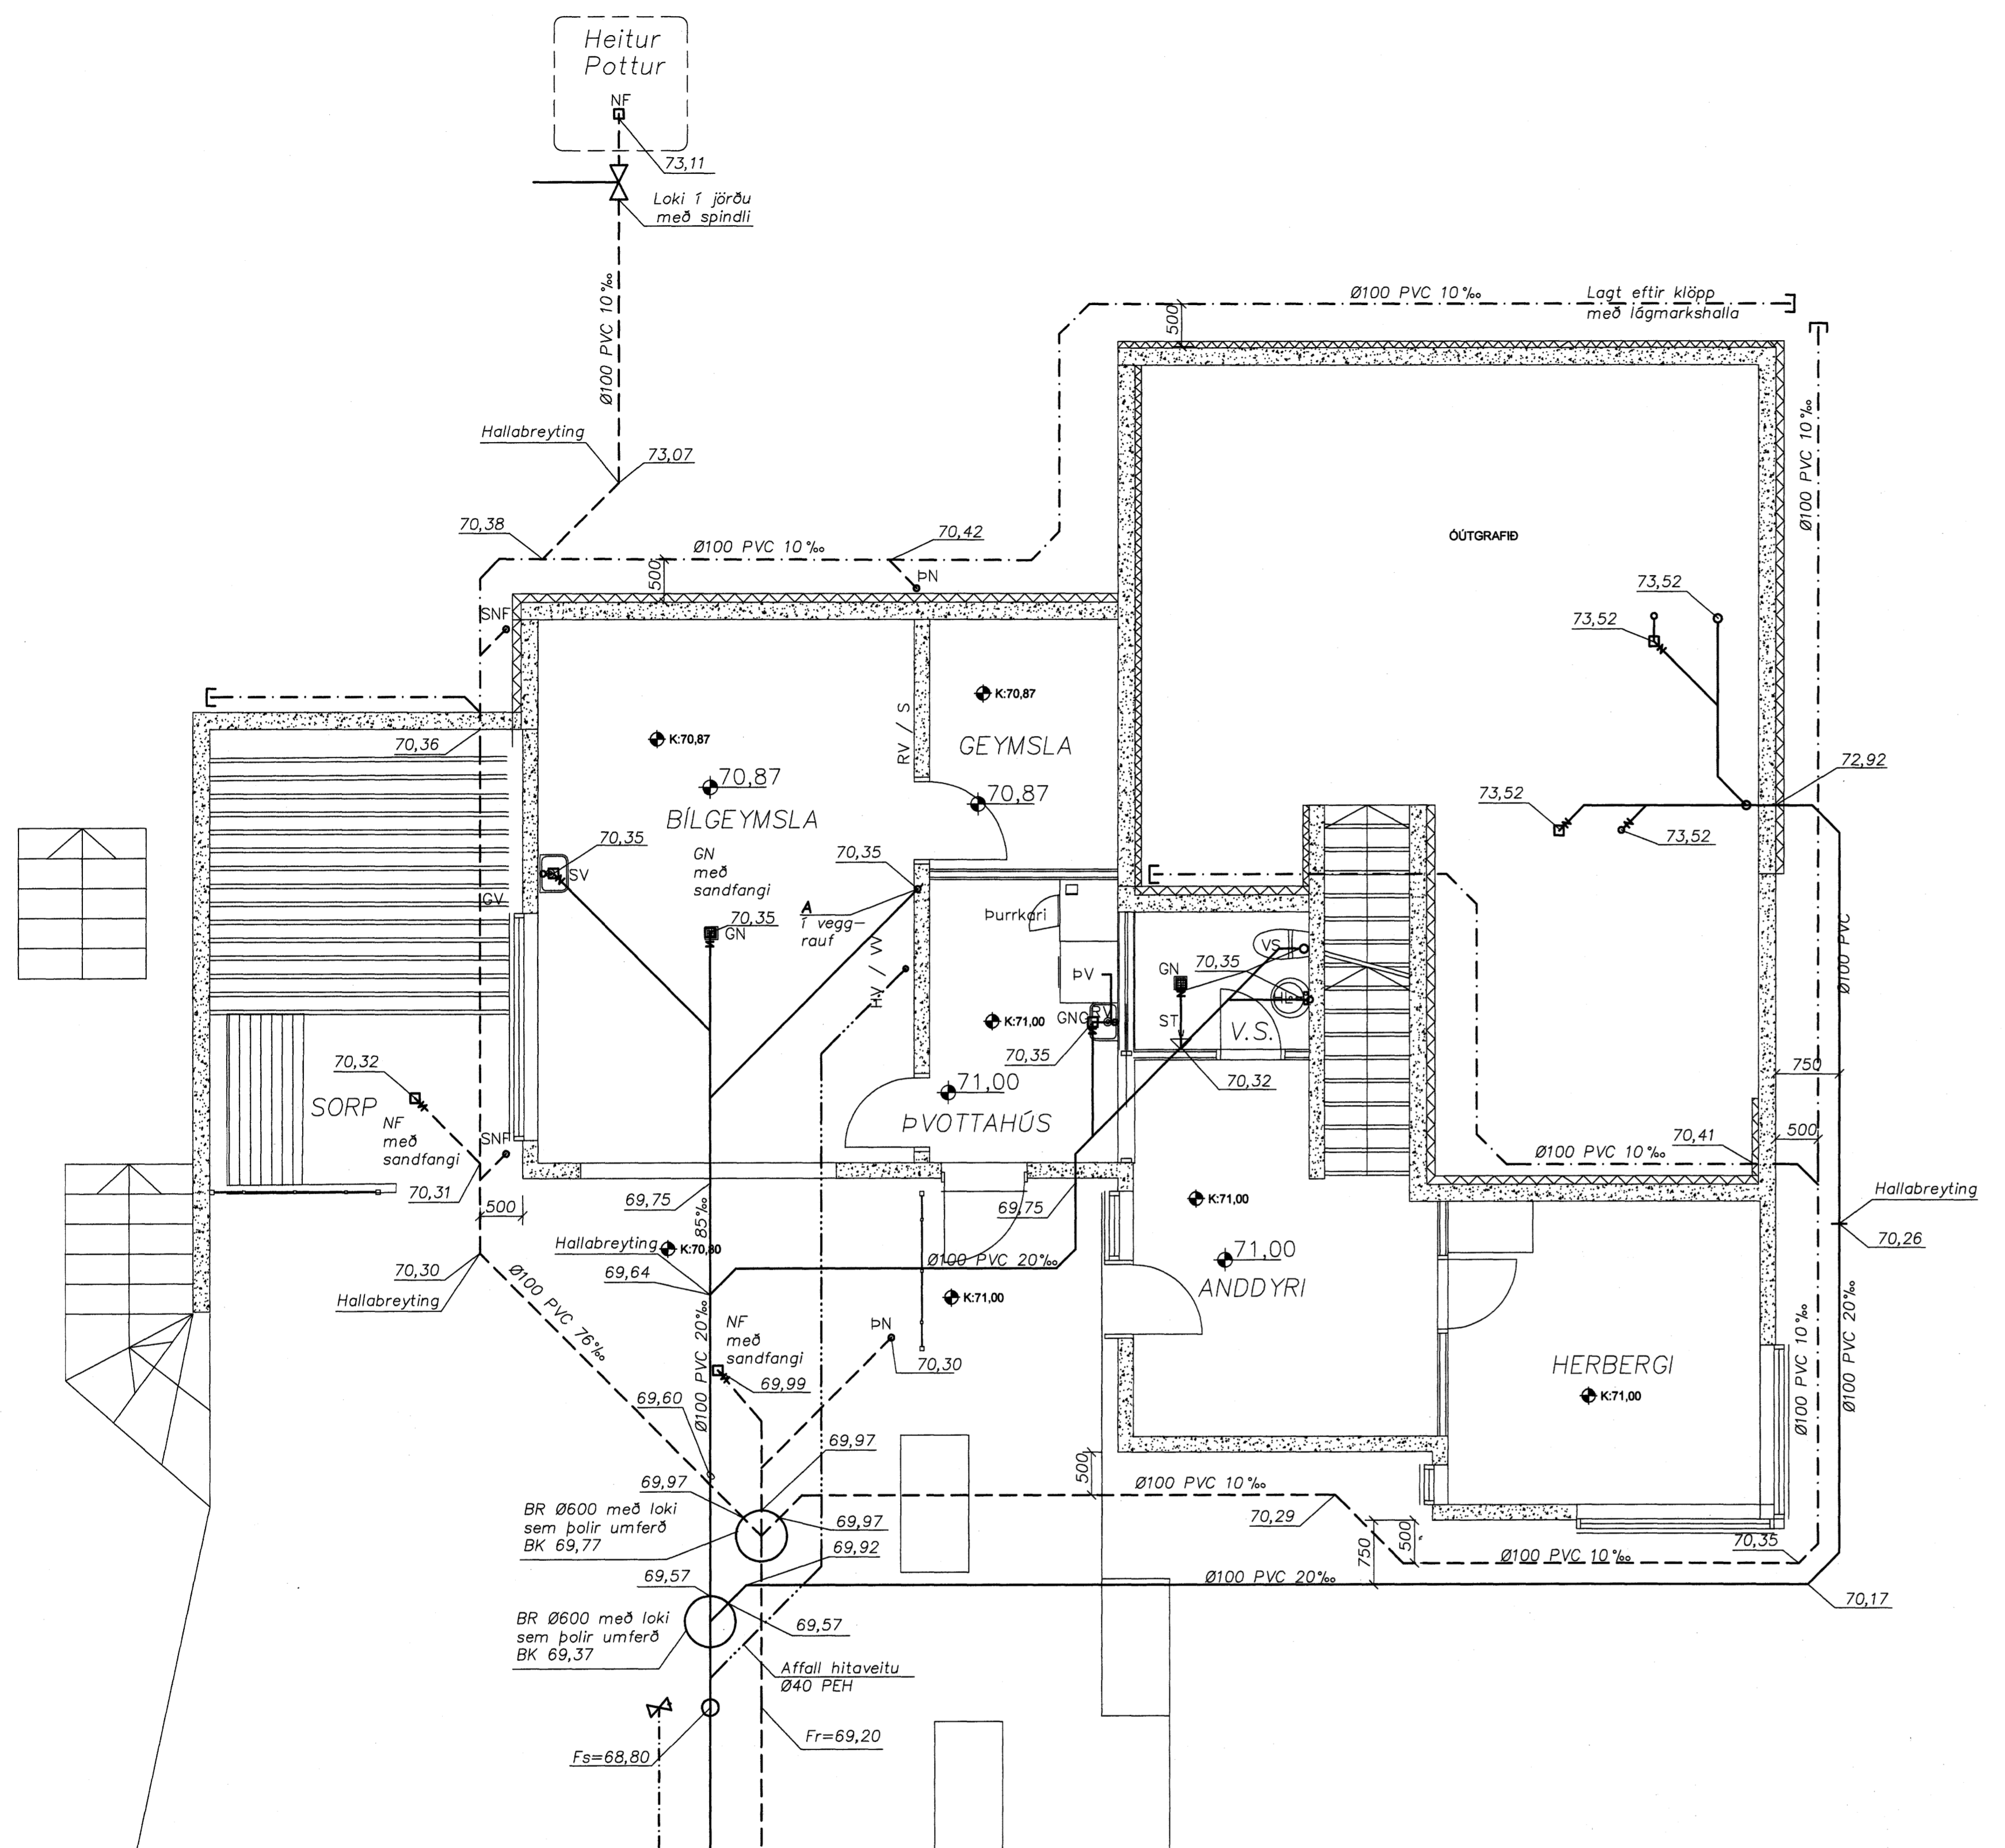 Heitur
Pottur
NF
73,11
Loki í jörðu
með spindli
Ø100 PVC 10‰
Hallabreyting
73,07
Ø100 PVC 10‰
Lagt eftir klöpp
með lágmarkshalla
500
Ø100 PVC 10‰
70,38
Ø100 PVC 10‰
70,42
500
ÞN
SNF
ÓÚTGRAFIÐ
73,52
73,52
K:70,87
RV / S
GEYMSLA
K:70,87
70,36
70,87
70,87
BÍLGEYMSLA
72,92
73,52
73,52
70,35
SV
GV
GN
með
sandfangi
70,35
GN
70,35
A
í vegg-
rauf
HV / VV
Þurrkari
ÞV
GN
RV
VS
GN
70,35
HL
ST
V.S.
70,32
K:71,00
70,35
71,00
ÞVOTTAHÚS
Ø100 PVC
750
500
70,32
SORP
NF
með
sandfangi
SNF
70,31
500
70,41
Ø100 PVC 10‰
Hallabreyting
70,26
69,75
85‰
69,75
K:71,00
Hallabreyting
K:70,80
69,64
Ø100 PVC 20‰
71,00
ANDDYRI
70,30
Hallabreyting
Ø100 PVC 76‰
K:71,00
Ø100 PVC 20‰
NF
með
sandfangi
69,99
ÞN
70,30
HERBERGI
K:71,00
Ø100 PVC 10‰
Ø100 PVC 20‰
69,60
69,97
69,97
500
Ø100 PVC 10‰
BR Ø600 með loki
sem þolir umferð
BK 69,77
69,97
70,29
750
500
70,35
69,92
Ø100 PVC 10‰
69,57
Ø100 PVC 20‰
70,17
BR Ø600 með loki
sem þolir umferð
BK 69,37
69,57
Affall hitaveitu
Ø40 PEH
Fr=69,20
Fs=68,80